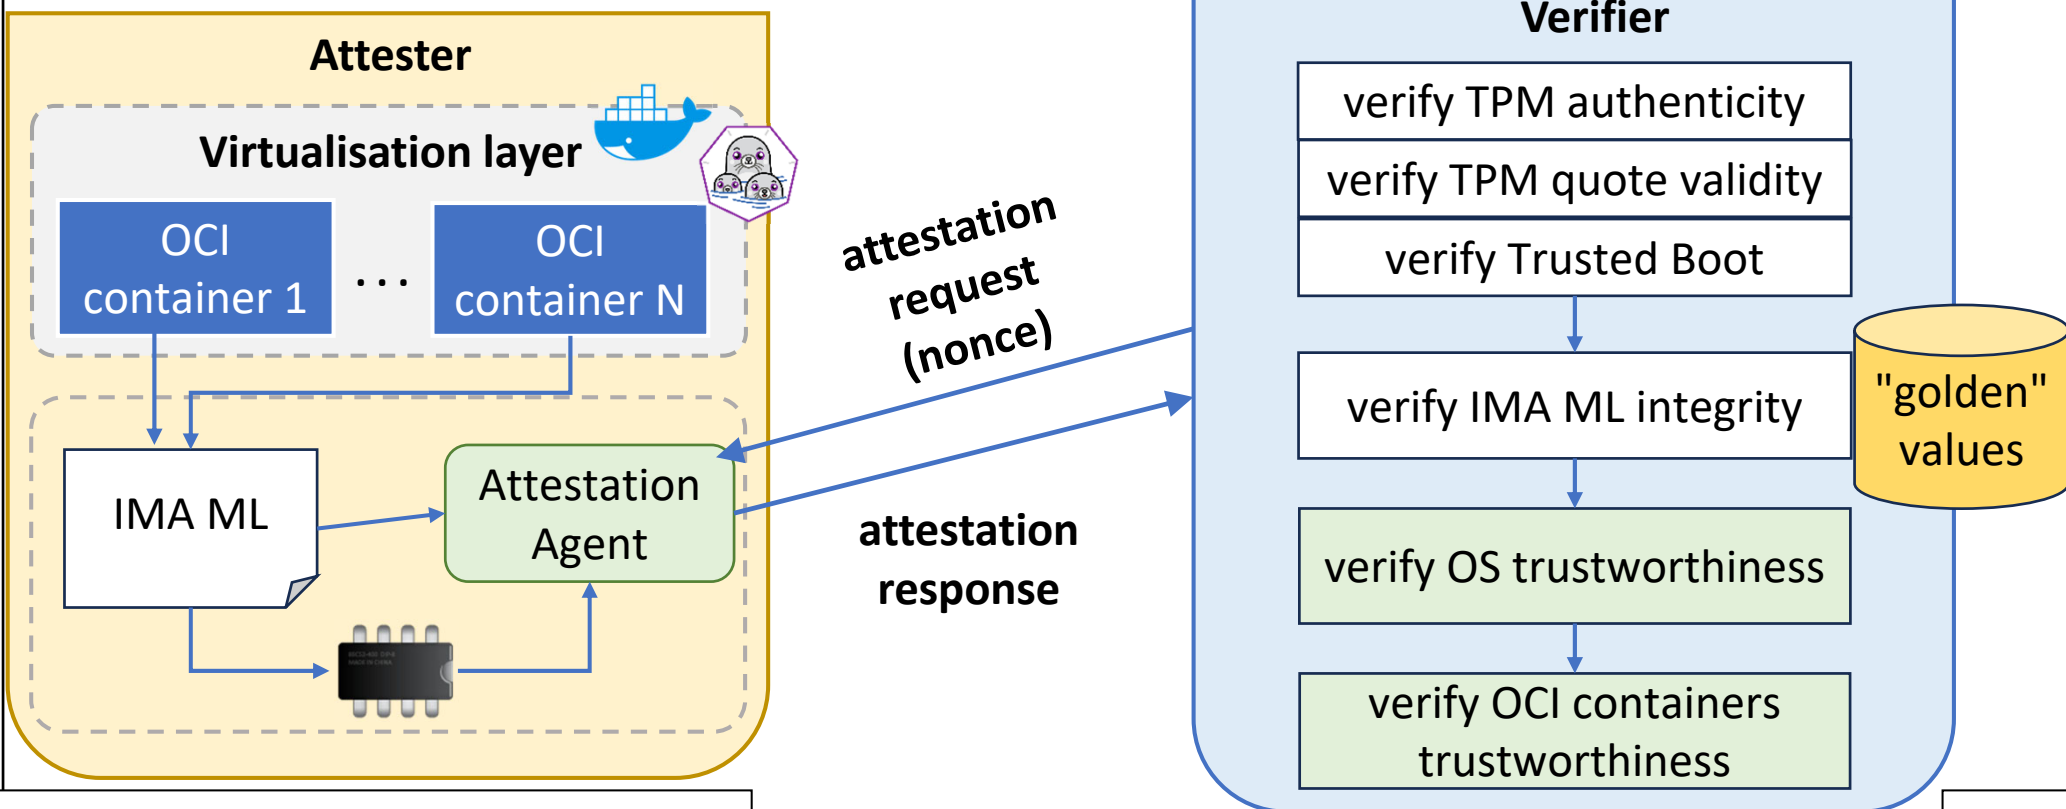 Attester
Virtualisation layer
OCI
container 1
...
OCI
container N
IMA ML
Attestation
Agent
attestation
request
(nonce)
attestation
response
Verifier
verify TPM authenticity
verify TPM quote validity
verify Trusted Boot
verify IMA ML integrity
verify OS trustworthiness
verify OCI containers
trustworthiness
"golden"
values